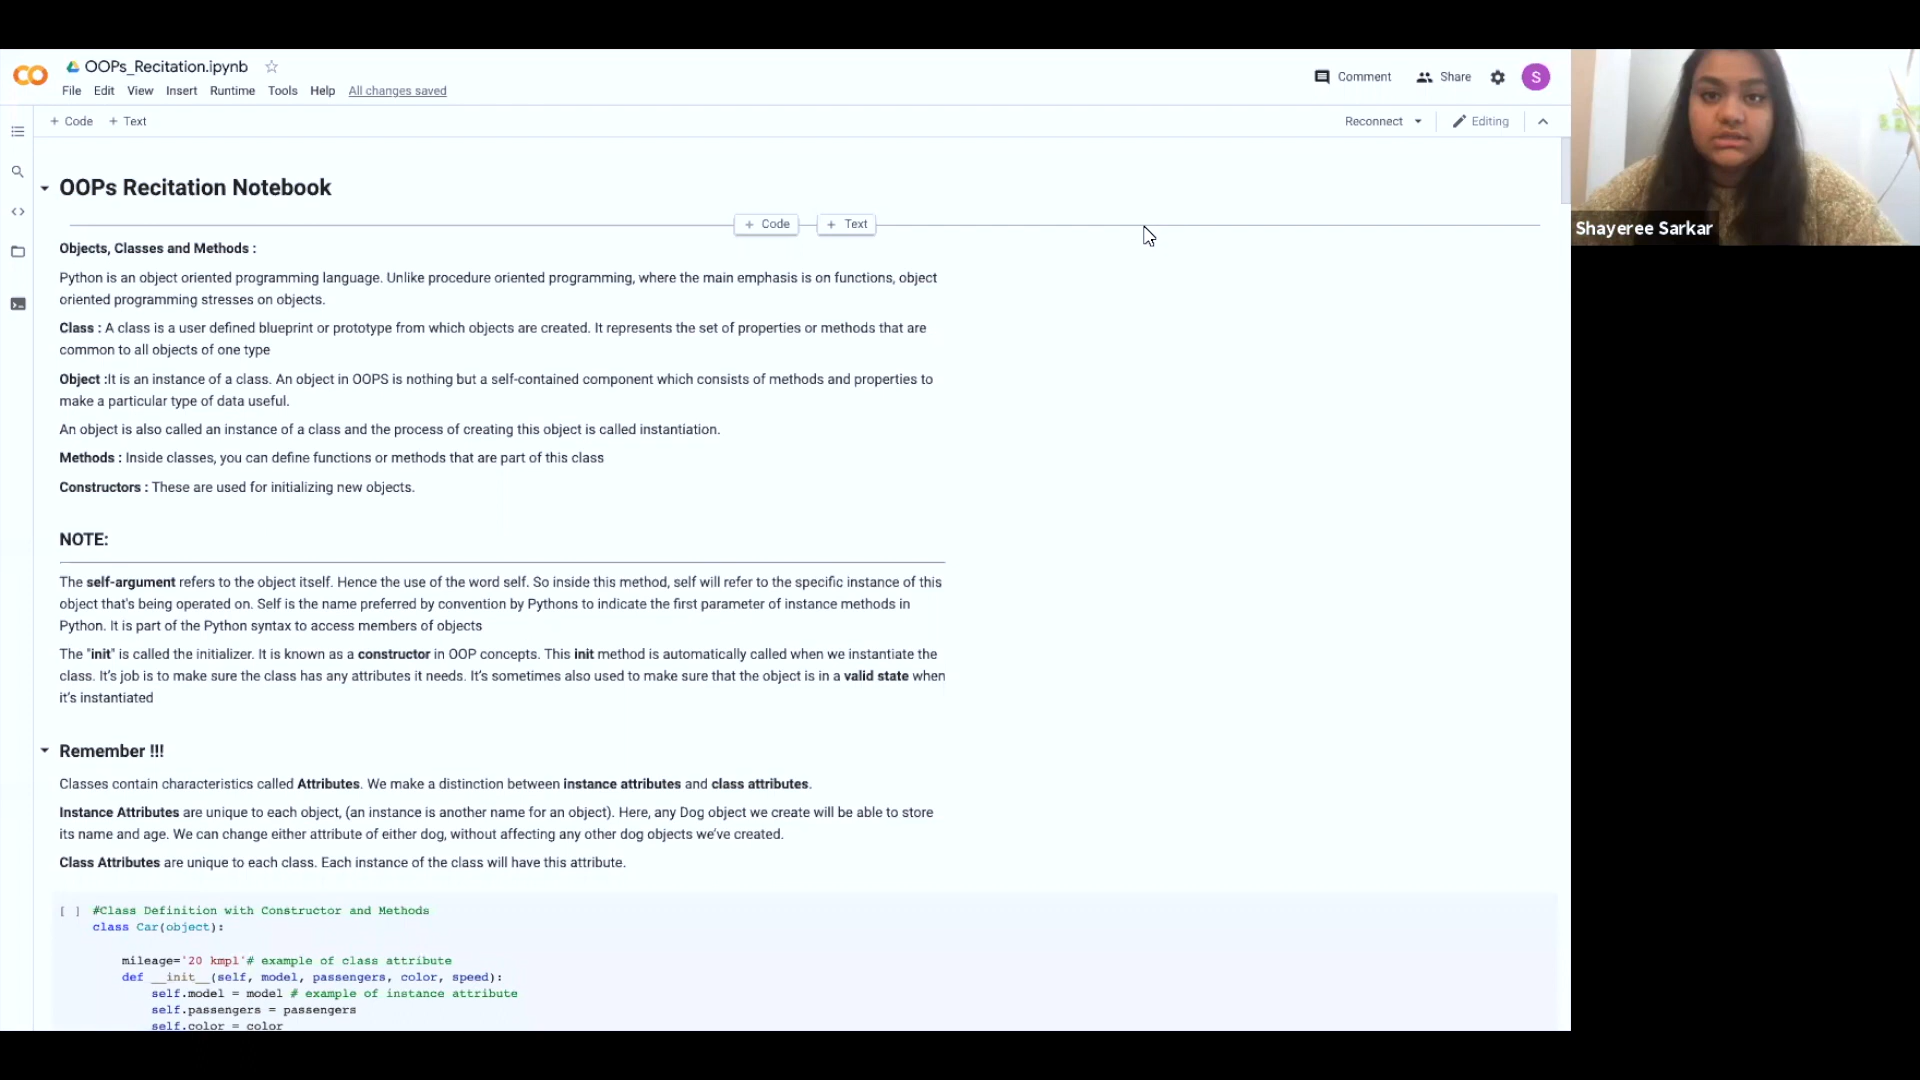 OOPs_Recitation.ipynb
File Edit View Insert Runtime Tools Help All changes saved
Comment Share S
+ Code + Text
Reconnect Editing
OOPs Recitation Notebook
+ Code + Text
Objects, Classes and Methods :
Python is an object oriented programming language. Unlike procedure oriented programming, where the main emphasis is on functions, object
oriented programming stresses on objects.
Class : A class is a user defined blueprint or prototype from which objects are created. It represents the set of properties or methods that are
common to all objects of one type
Object :It is an instance of a class. An object in OOPS is nothing but a self-contained component which consists of methods and properties to
make a particular type of data useful.
An object is also called an instance of a class and the process of creating this object is called instantiation.
Methods : Inside classes, you can define functions or methods that are part of this class
Constructors : These are used for initializing new objects.
NOTE:
The self-argument refers to the object itself. Hence the use of the word self. So inside this method, self will refer to the specific instance of this
object that's being operated on. Self is the name preferred by convention by Pythons to indicate the first parameter of instance methods in
Python. It is part of the Python syntax to access members of objects
The "init" is called the initializer. It is known as a constructor in OOP concepts. This init method is automatically called when we instantiate the
class. It's job is to make sure the class has any attributes it needs. It's sometimes also used to make sure that the object is in a valid state when
it's instantiated
Remember !!!
Classes contain characteristics called Attributes. We make a distinction between instance attributes and class attributes.
Instance Attributes are unique to each object, (an instance is another name for an object). Here, any Dog object we create will be able to store
its name and age. We can change either attribute of either dog, without affecting any other dog objects we've created.
Class Attributes are unique to each class. Each instance of the class will have this attribute.
[ ] #Class Definition with Constructor and Methods
class Car(object):
mileage='20 kmpl'# example of class attribute
def __init__(self, model, passengers, color, speed):
self.model = model # example of instance attribute
self.passengers = passengers
self.color = color
Shayeree Sarkar